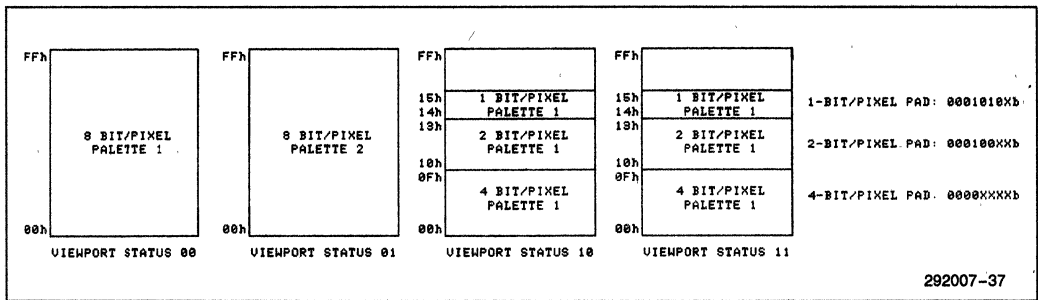 FFh
8 BIT/PIXEL
PALETTE 1
00h
VIEWPORT STATUS 00
FFh
8 BIT/PIXEL
PALETTE 2
00h
VIEWPORT STATUS 01
FFh
15h
1 BIT/PIXEL
14h
PALETTE 1
13h
2 BIT/PIXEL
PALETTE 1
10h
0Fh
4 BIT/PIXEL
PALETTE 1
00h
VIEWPORT STATUS 10
FFh
15h
1 BIT/PIXEL
14h
PALETTE 1
13h
2 BIT/PIXEL
PALETTE 1
10h
0Fh
4 BIT/PIXEL
PALETTE 1
00h
VIEWPORT STATUS 11
1-BIT/PIXEL PAD: 0001010Xb
2-BIT/PIXEL PAD: 000100XXb
4-BIT/PIXEL PAD. 0000XXXXb
292007-37